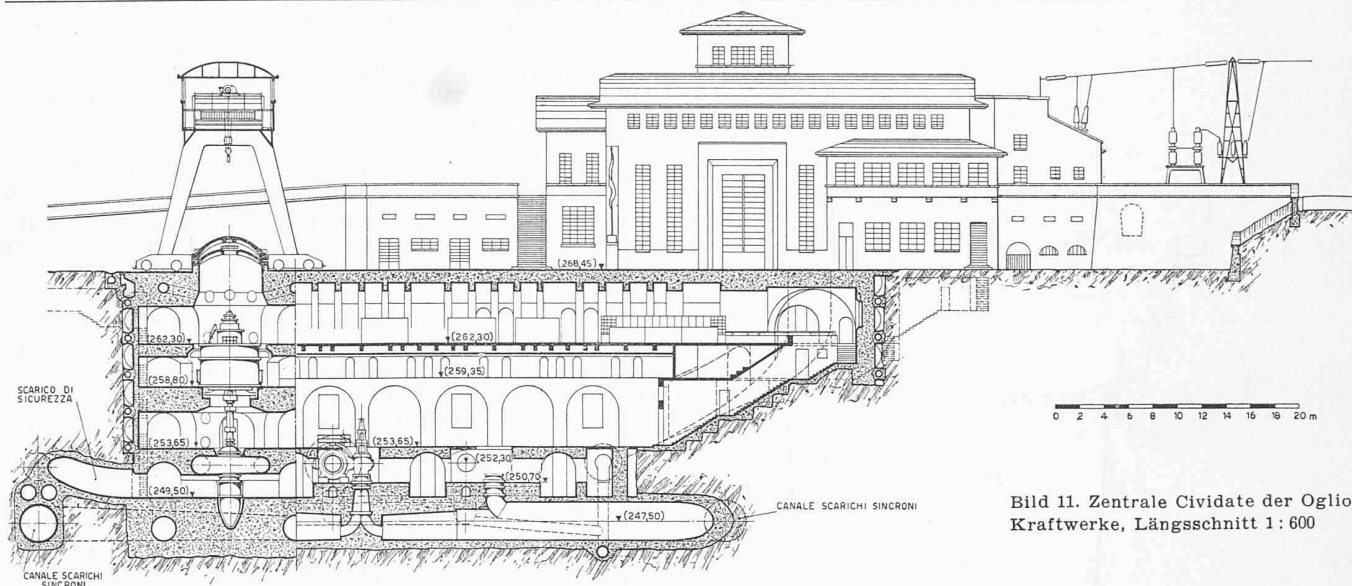 (268,45)
(262,30)
(262,30)
(258,80)
(259,35)
SCARICO DI
SICUREZZA
0 2 4 6 8 10 12 14 16 18 20 m
(253,65)
(253,65)
(252,30)
(250,70)
(249,50)
(247,50)
CANALE SCARICHI SINCRONI
Bild 11. Zentrale Cividate der Oglio-
Kraftwerke, Längsschnitt 1 : 600
CANALE SCARICHI
SINCRONI